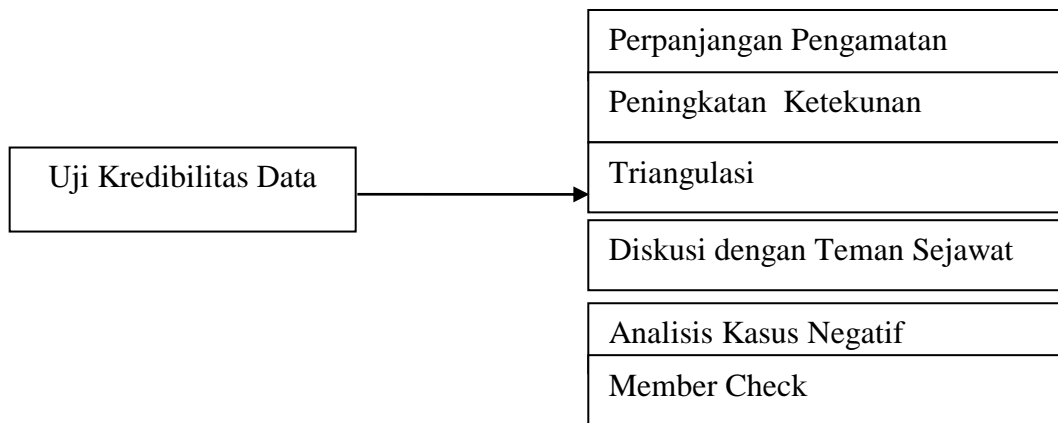 Perpanjangan Pengamatan
Peningkatan  Ketekunan
Uji Kredibilitas Data
Triangulasi
Diskusi dengan Teman Sejawat
Analisis Kasus Negatif
Member Check